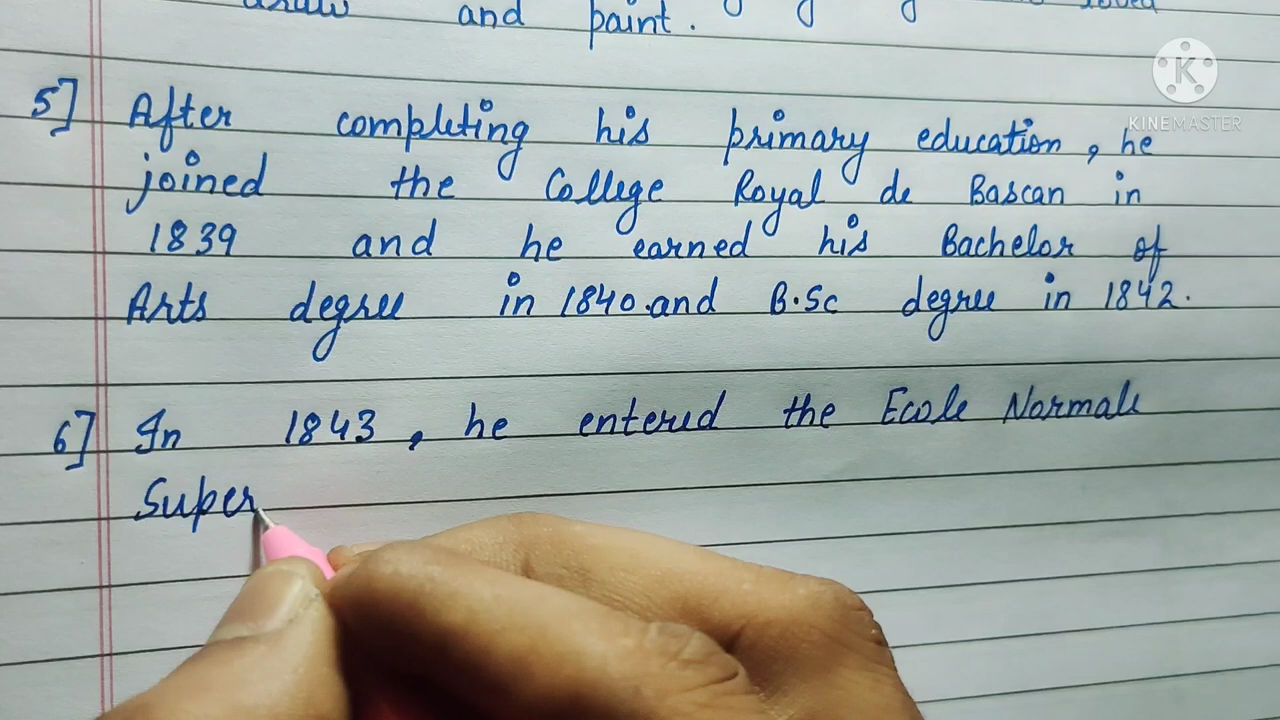 and paint.
5] After completing his primary education, he
joined the College Royal de Bascan in
1839 and he earned his Bachelor of
Arts degree in 1840.and B.Sc degree in 1842.
6] In 1843, he entered the Ecole Normale
Super
K
KINEMASTER